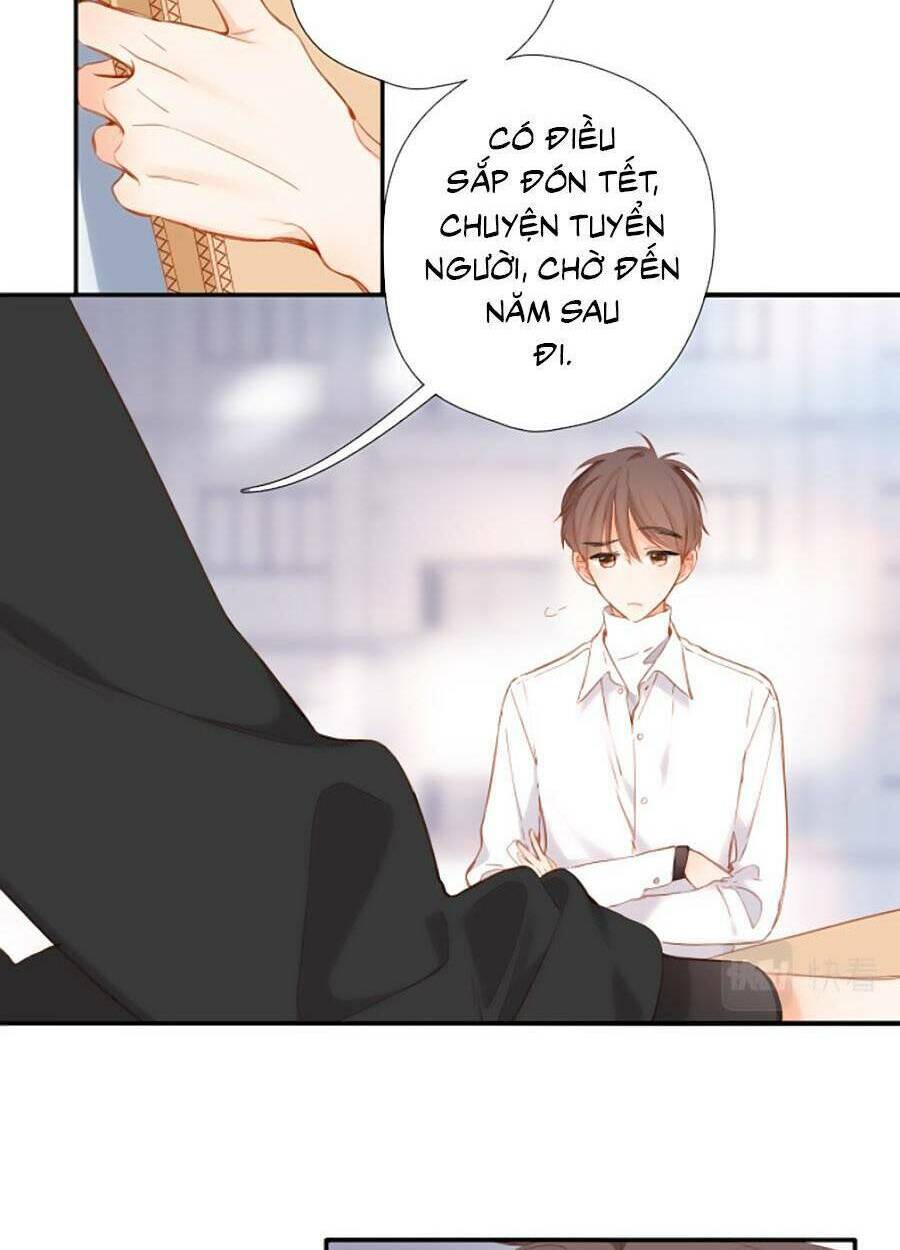 CÓ ĐIỀU
SẮP ĐÓN TẾT,
CHUYỆN TUYỂN
NGƯỜI, CHỜ ĐẾN
NĂM SAU
ĐI.
快看